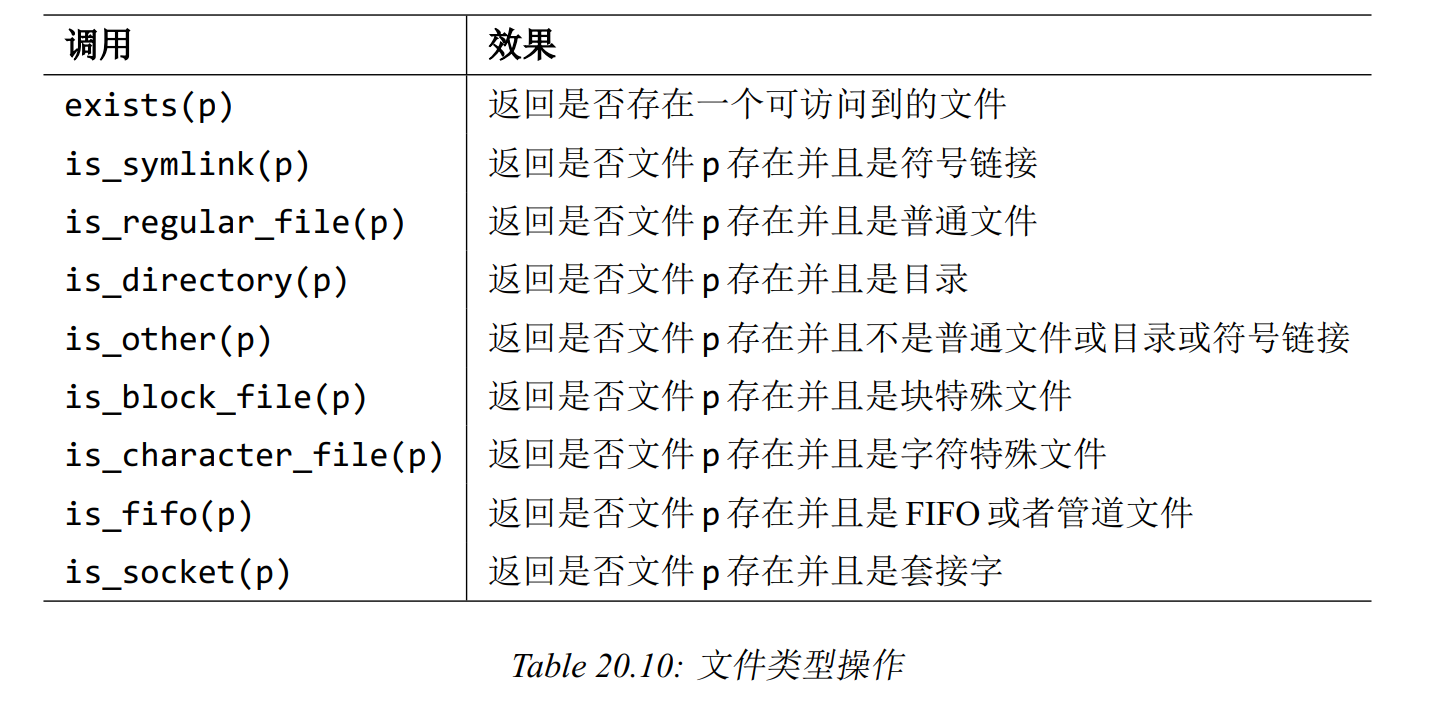 调用 效果
exists(p) 返回是否存在一个可访问到的文件
is_symlink(p) 返回是否文件 p 存在并且是符号链接
is_regular_file(p) 返回是否文件 p 存在并且是普通文件
is_directory(p) 返回是否文件 p 存在并且是目录
is_other(p) 返回是否文件 p 存在并且不是普通文件或目录或符号链接
is_block_file(p) 返回是否文件 p 存在并且是块特殊文件
is_character_file(p) 返回是否文件 p 存在并且是字符特殊文件
is_fifo(p) 返回是否文件 p 存在并且是 FIFO 或者管道文件
is_socket(p) 返回是否文件 p 存在并且是套接字
Table 20.10: 文件类型操作